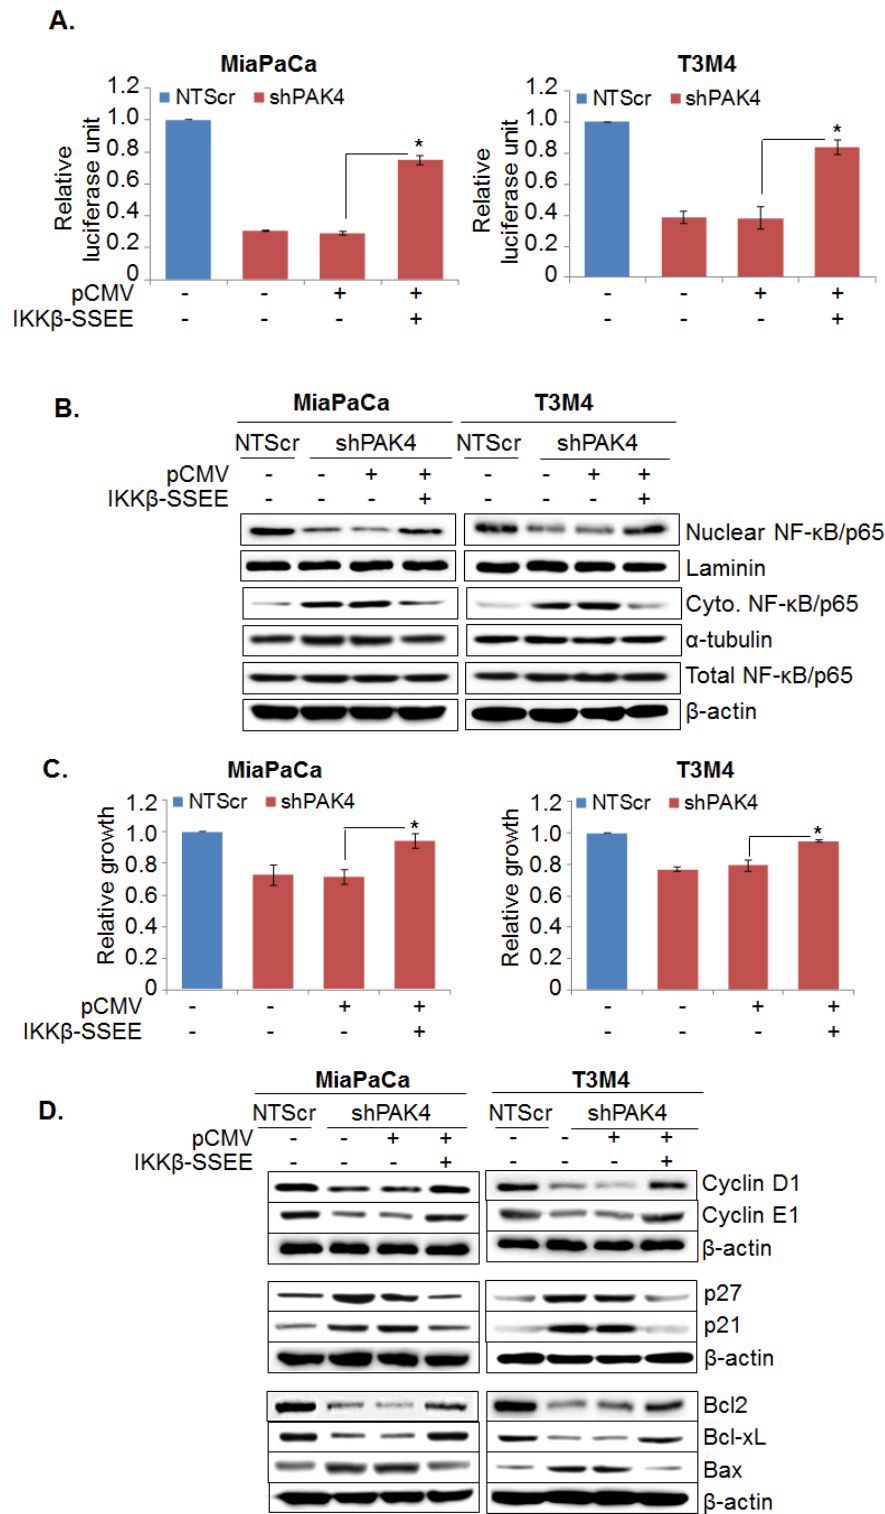 A.
MiaPaCa
T3M4
NTScr shPAK4
NTScr shPAK4
Relative luciferase unit
1.2
1.0
0.8
0.6
0.4
0.2
0
*
Relative luciferase unit
1.2
1.0
0.8
0.6
0.4
0.2
0
*
pCMV - - + + - - + +
IKKβ-SSEE - - - + - - - +
B.
MiaPaCa T3M4
NTScr shPAK4 NTScr shPAK4
pCMV - - + + - - + +
IKKβ-SSEE - - - + - - - +
Nuclear NF-κB/p65
Laminin
Cyto. NF-κB/p65
α-tubulin
Total NF-κB/p65
β-actin
C.
MiaPaCa
T3M4
NTScr shPAK4
NTScr shPAK4
Relative growth
1.2
1.0
0.8
0.6
0.4
0.2
0
*
Relative growth
1.2
1.0
0.8
0.6
0.4
0.2
0
*
pCMV - - + + - - + +
IKKβ-SSEE - - - + - - - +
D.
MiaPaCa T3M4
NTScr shPAK4 NTScr shPAK4
pCMV - - + + - - + +
IKKβ-SSEE - - - + - - - +
Cyclin D1
Cyclin E1
β-actin
p27
p21
β-actin
Bcl2
Bcl-xL
Bax
β-actin